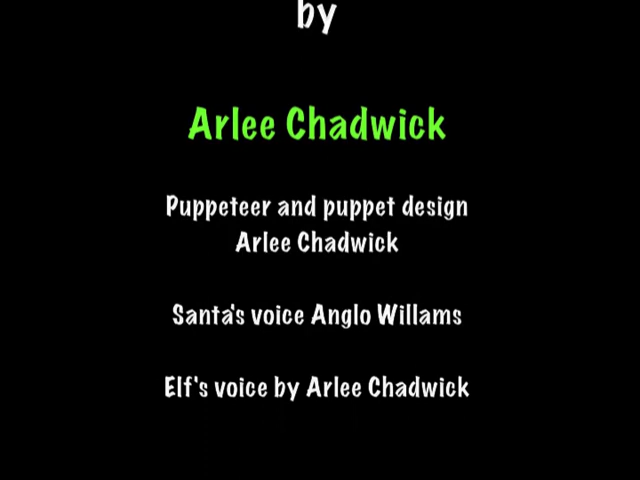 by
Arlee Chadwick
Puppeteer and puppet design
Arlee Chadwick
Santa's voice Anglo Willams
Elf's voice by Arlee Chadwick